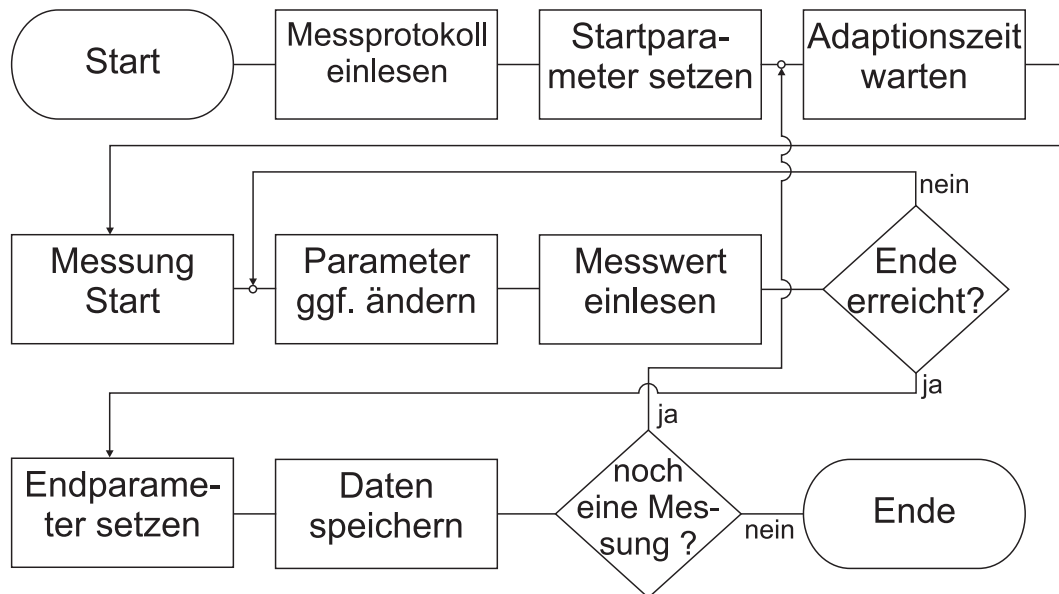 Start
Messprotokoll
einlesen
Startpara-
meter setzen
Adaptionszeit
warten
nein
Messung
Start
Parameter
ggf. ändern
Messwert
einlesen
Ende
erreicht?
ja
ja
Endparame-
ter setzen
Daten
speichern
noch
eine Mes-
sung ?
nein
Ende